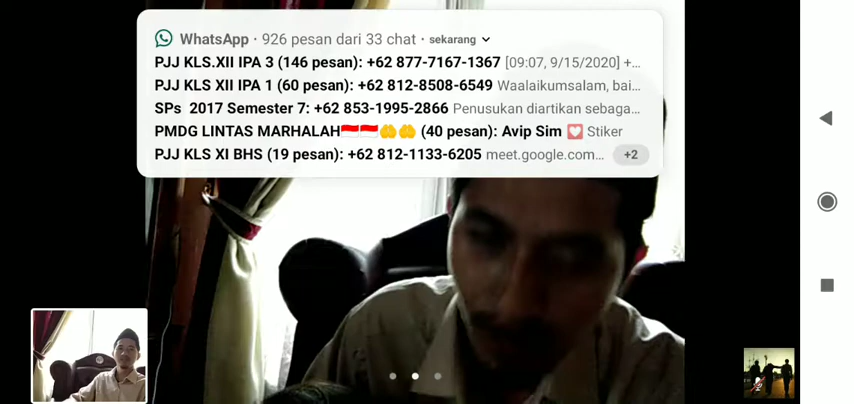 WhatsApp · 926 pesan dari 33 chat · sekarang
PJJ KLS.XII IPA 3 (146 pesan): +62 877-7167-1367 [09:07, 9/15/2020] +...
PJJ KLS XII IPA 1 (60 pesan): +62 812-8508-6549 Waalaikumsalam, bai...
SPs 2017 Semester 7: +62 853-1995-2866 Penusukan diartikan sebaga...
PMDG LINTAS MARHALAH🇮🇩🇮🇩🤲🤲 (40 pesan): Avip Sim 💟 Stiker
PJJ KLS XI BHS (19 pesan): +62 812-1133-6205 meet.google.com... +2